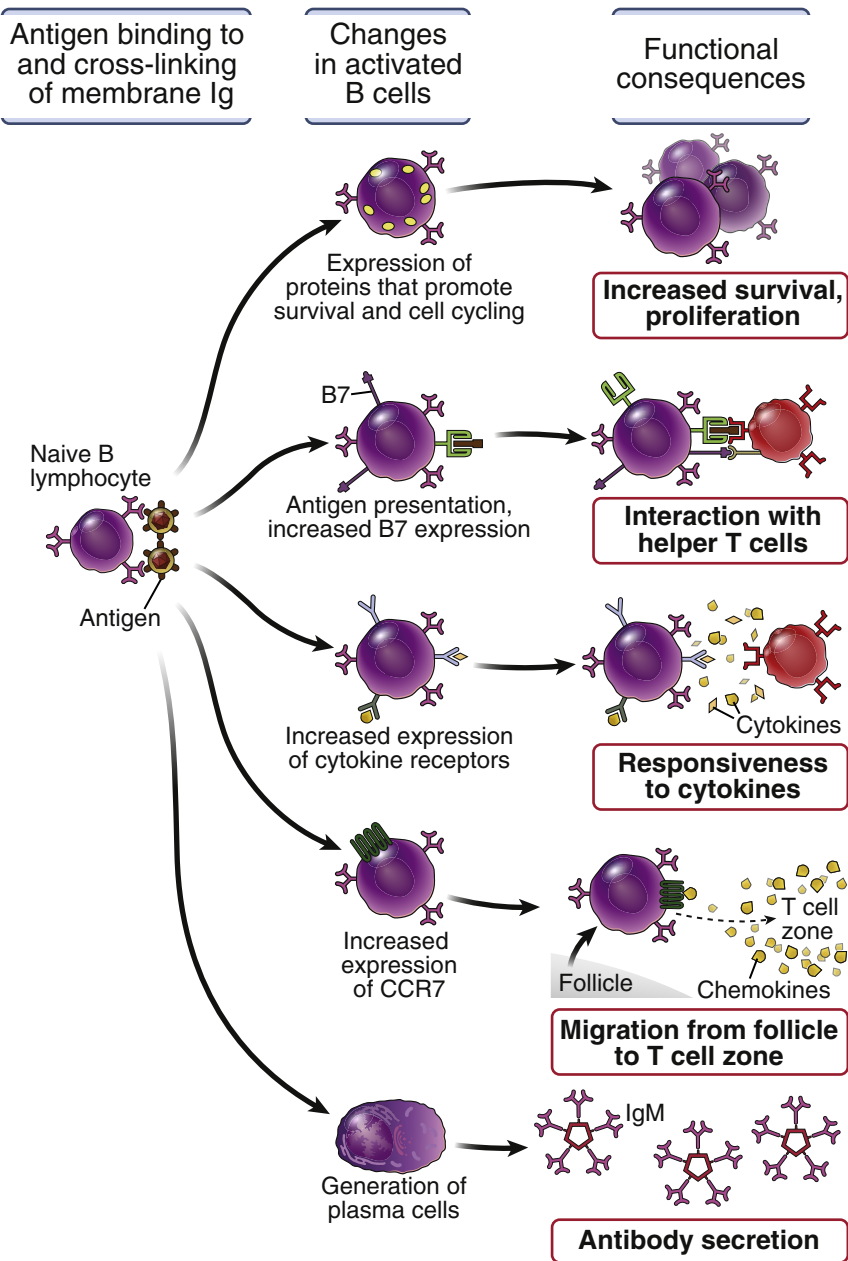 Antigen binding to
and cross-linking
of membrane Ig
Changes
in activated
B cells
Functional
consequences
Expression of
proteins that promote
survival and cell cycling
Increased survival,
proliferation
B7
Naive B
lymphocyte
Antigen
Antigen presentation,
increased B7 expression
Interaction with
helper T cells
Increased expression
of cytokine receptors
Cytokines
Responsiveness
to cytokines
Increased
expression
of CCR7
T cell
zone
Follicle
Chemokines
Migration from follicle
to T cell zone
Generation of
plasma cells
IgM
Antibody secretion